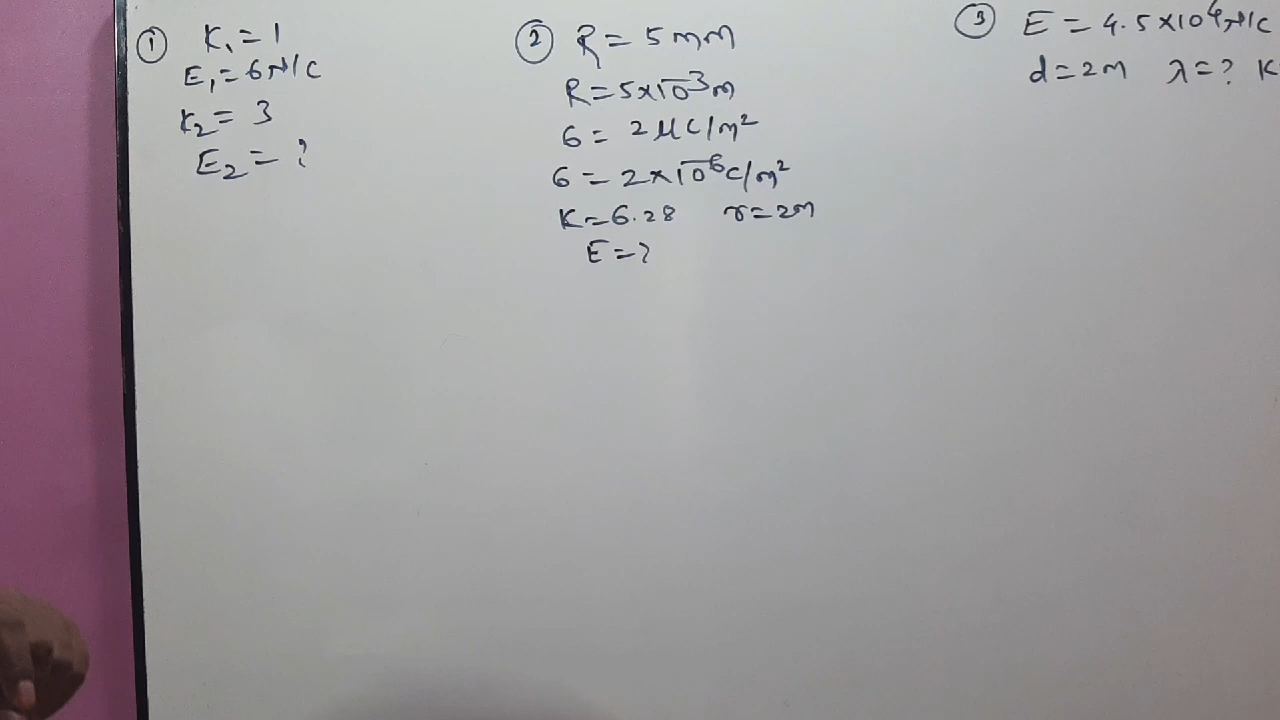 ① K₁ = 1
E₁ = 6 N/C
K₂ = 3
E₂ = ?
② R = 5 mm
R = 5×10⁻³ m
σ = 2 μC/m²
σ = 2×10⁻⁶ C/m²
K = 6.28 r = 2m
E = ?
③ E = 4.5×10⁴ N/C
d = 2m λ = ? K